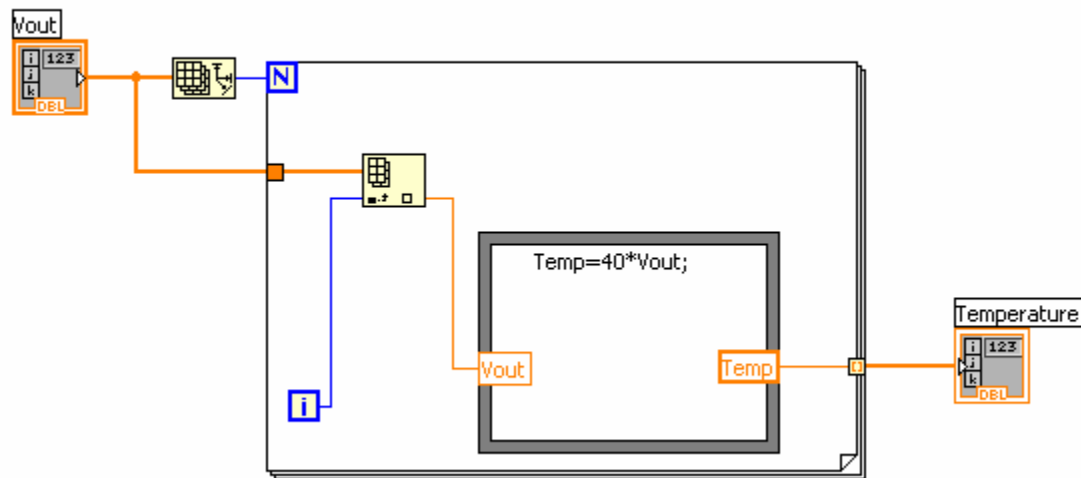 Vout
i 123
j
k
DBL
N
Temp=40*Vout;
Vout
Temp
i
Temperature
i 123
j
k
DBL